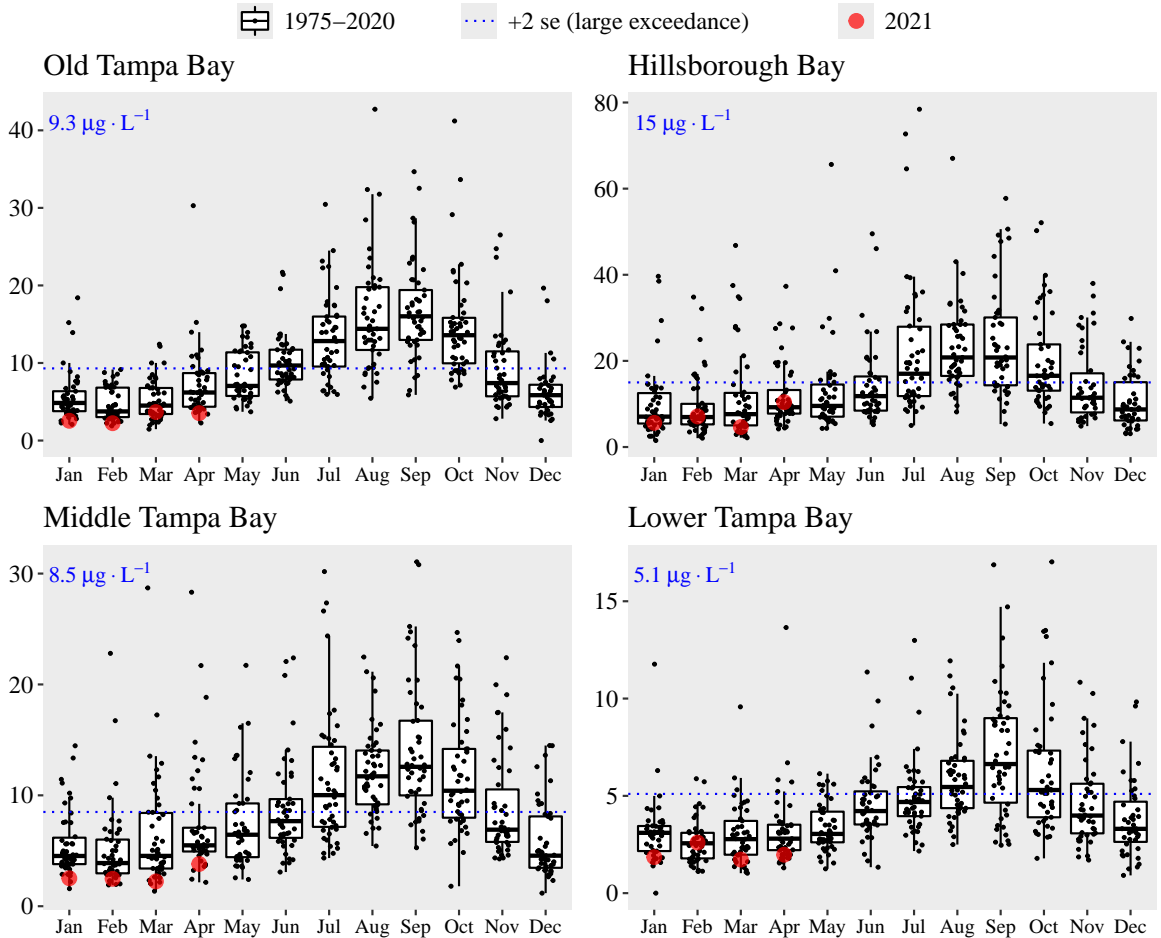 1975−2020 +2 se (large exceedance) 2021
Old Tampa Bay
9.3 μg · L⁻¹
40
30
20
10
0
Jan Feb Mar Apr May Jun Jul Aug Sep Oct Nov Dec
Hillsborough Bay
15 μg · L⁻¹
80
60
40
20
0
Jan Feb Mar Apr May Jun Jul Aug Sep Oct Nov Dec
Middle Tampa Bay
8.5 μg · L⁻¹
30
20
10
0
Jan Feb Mar Apr May Jun Jul Aug Sep Oct Nov Dec
Lower Tampa Bay
5.1 μg · L⁻¹
15
10
5
0
Jan Feb Mar Apr May Jun Jul Aug Sep Oct Nov Dec